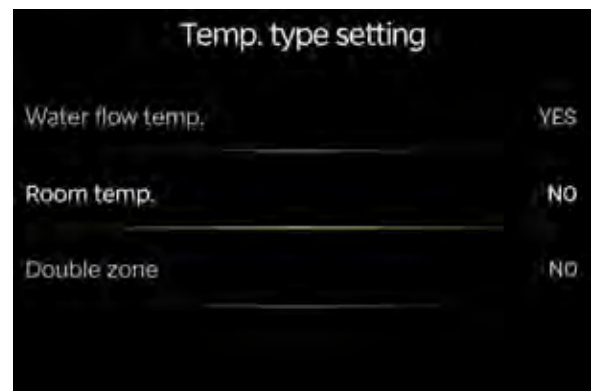 Temp. type setting
Water flow temp. YES
Room temp. NO
Double zone NO